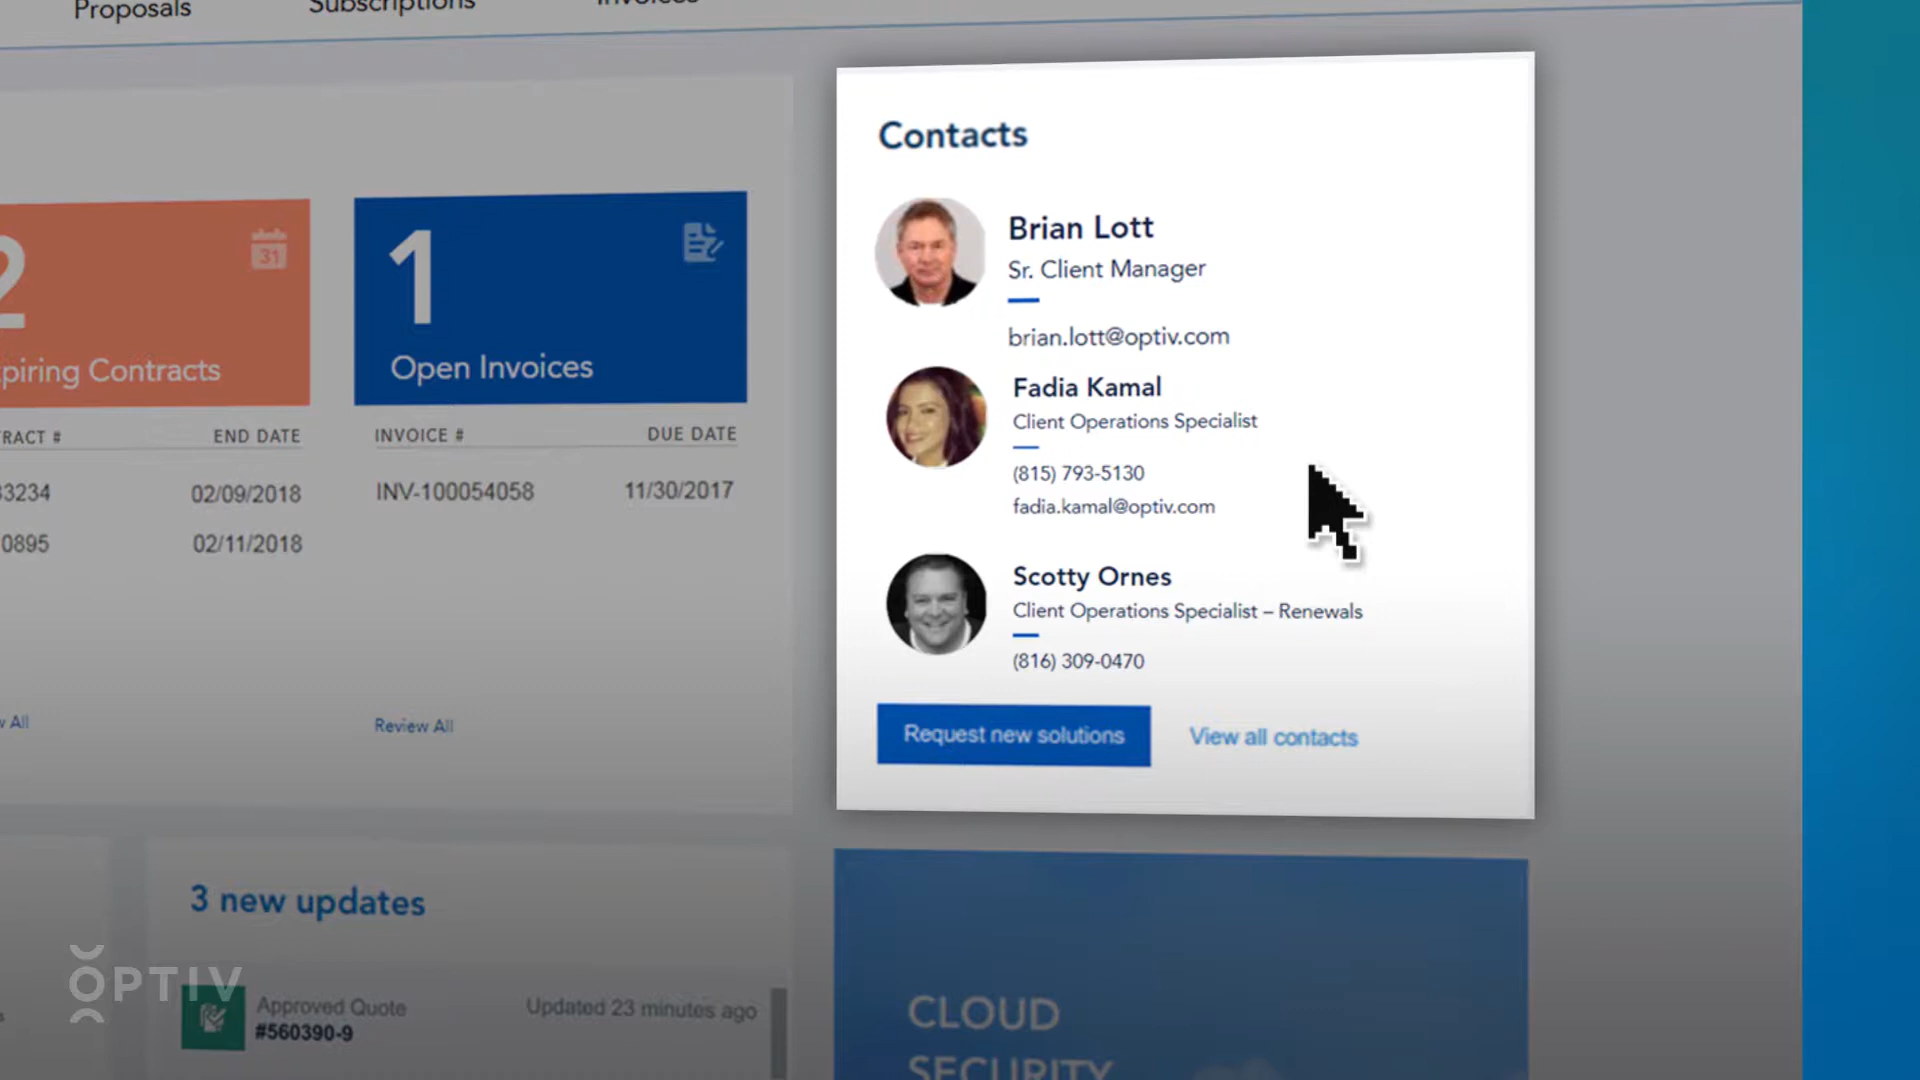 Proposals
Subscriptions
Invoices
Contacts
Brian Lott
Sr. Client Manager
brian.lott@optiv.com
Fadia Kamal
Client Operations Specialist
(815) 793-5130
fadia.kamal@optiv.com
Scotty Ornes
Client Operations Specialist – Renewals
(816) 309-0470
Request new solutions
View all contacts
2
31
piring Contracts
RACT #
END DATE
3234
02/09/2018
0895
02/11/2018
All
1
Open Invoices
INVOICE #
DUE DATE
INV-100054058
11/30/2017
Review All
3 new updates
Approved Quote
#560390-9
Updated 23 minutes ago
OPTIV
CLOUD
SECURITY